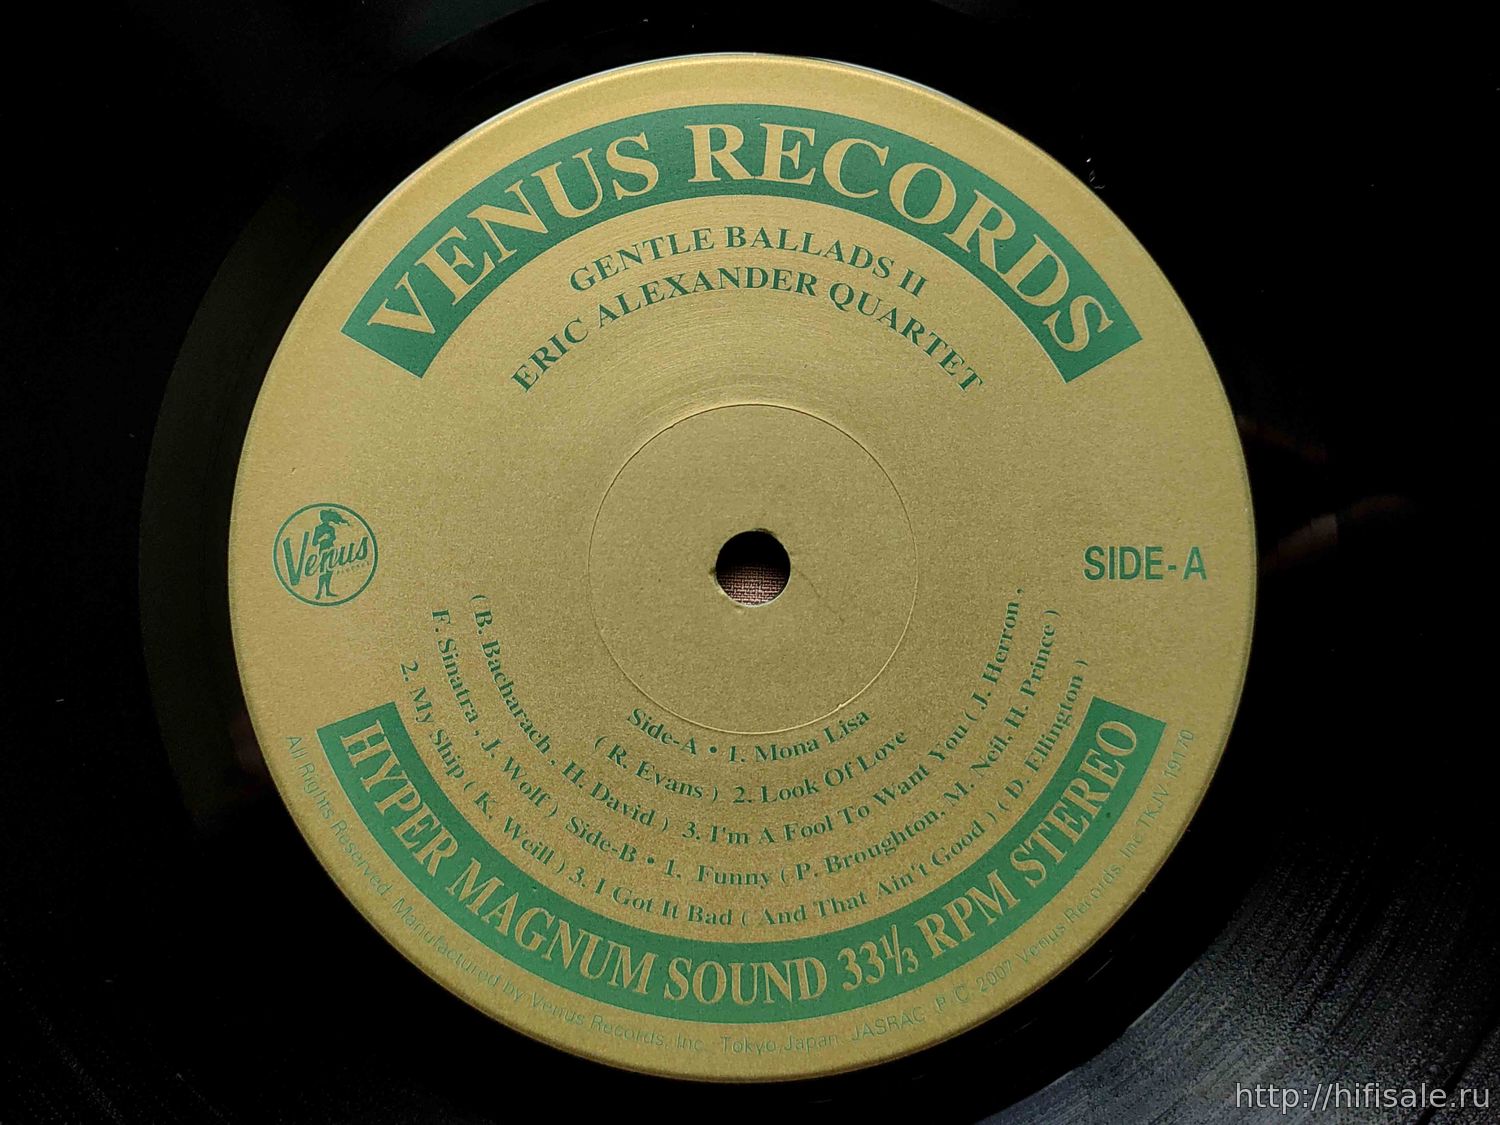 VENUS RECORDS
GENTLE BALLADS II
ERIC ALEXANDER QUARTET
Venus
SIDE-A
Side-A • 1. Mona Lisa
( R. Evans ) 2. Look Of Love
( B. Bacharach , H. David ) 3. I'm A Fool To Want You ( J. Herron ,
F. Sinatra , J. Wolf ) Side-B • 1. Funny ( P. Broughton, M. Neil, H. Prince )
2. My Ship ( K. Weill ) 3. I Got It Bad ( And That Ain't Good ) ( D. Ellington )
HYPER MAGNUM SOUND 33⅓ RPM STEREO
All Rights Reserved. Manufactured by Venus Records, Inc. Tokyo,Japan. JASRAC P. C. 2007 Venus Records, Inc TKJV-19170
http://hifisale.ru